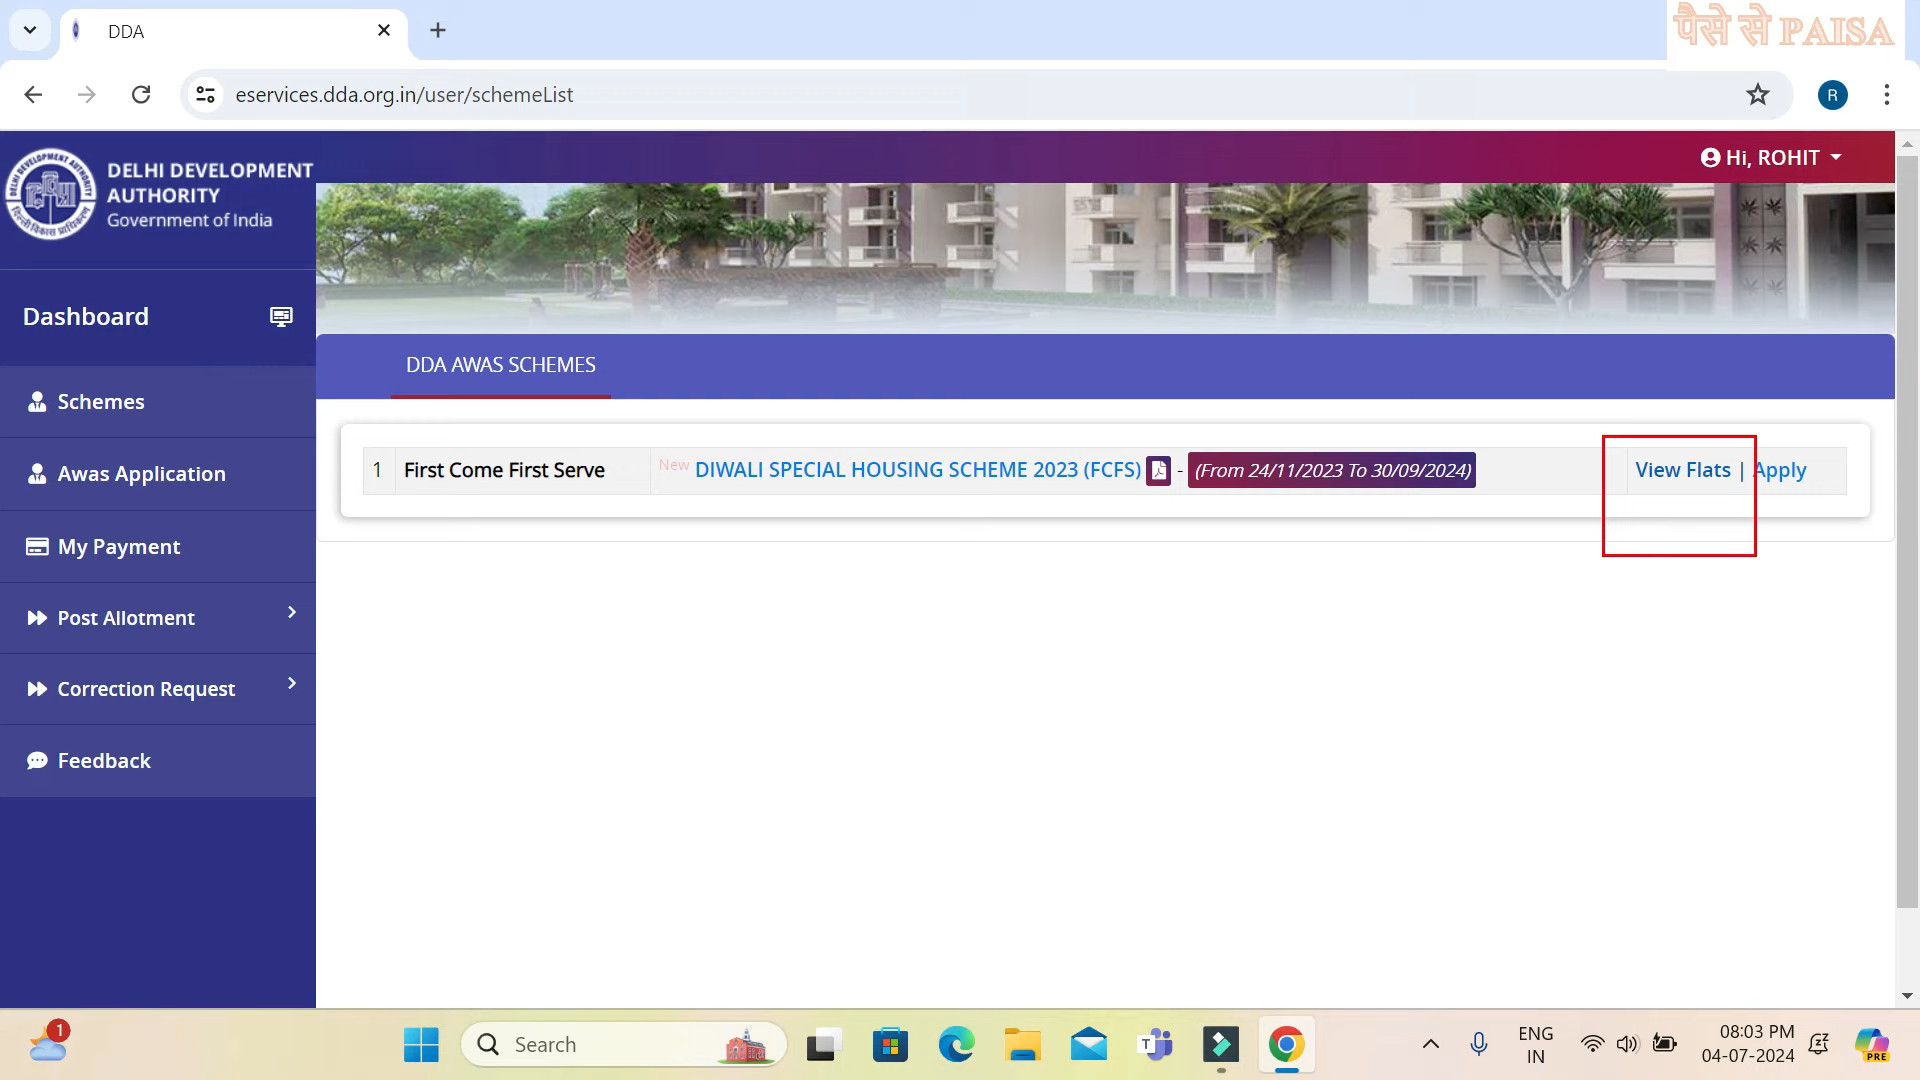 DDA
पैसे से PAISA
eservices.dda.org.in/user/schemeList
R
DELHI DEVELOPMENT
AUTHORITY
Government of India
Hi, ROHIT
Dashboard
Schemes
Awas Application
My Payment
Post Allotment
Correction Request
Feedback
DDA AWAS SCHEMES
1 First Come First Serve New DIWALI SPECIAL HOUSING SCHEME 2023 (FCFS) - (From 24/11/2023 To 30/09/2024) View Flats | Apply
1
Search
ENG
IN
08:03 PM
04-07-2024
PRE